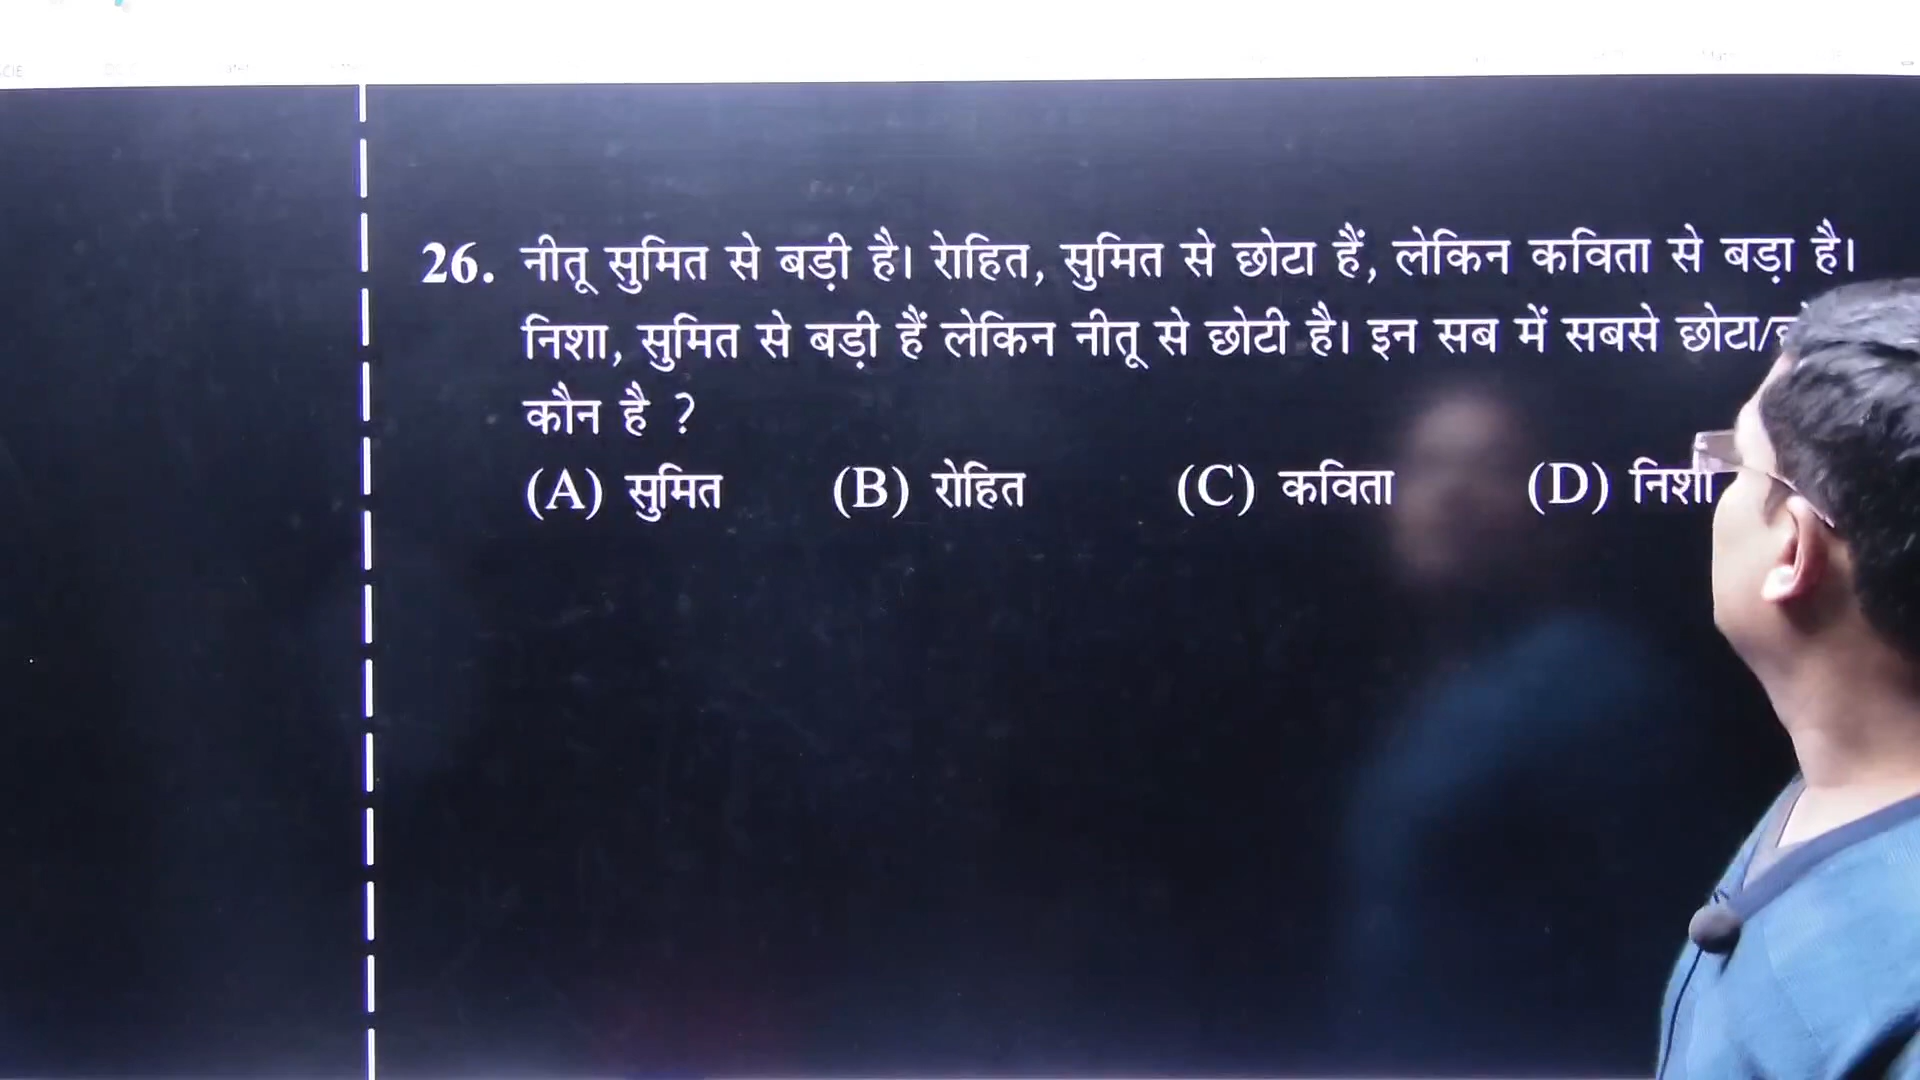 26. नीतू सुमित से बड़ी है। रोहित, सुमित से छोटा हैं, लेकिन कविता से बड़ा है।
निशा, सुमित से बड़ी हैं लेकिन नीतू से छोटी है। इन सब में सबसे छोटा/
कौन है ?
(A) सुमित (B) रोहित (C) कविता (D) निशा